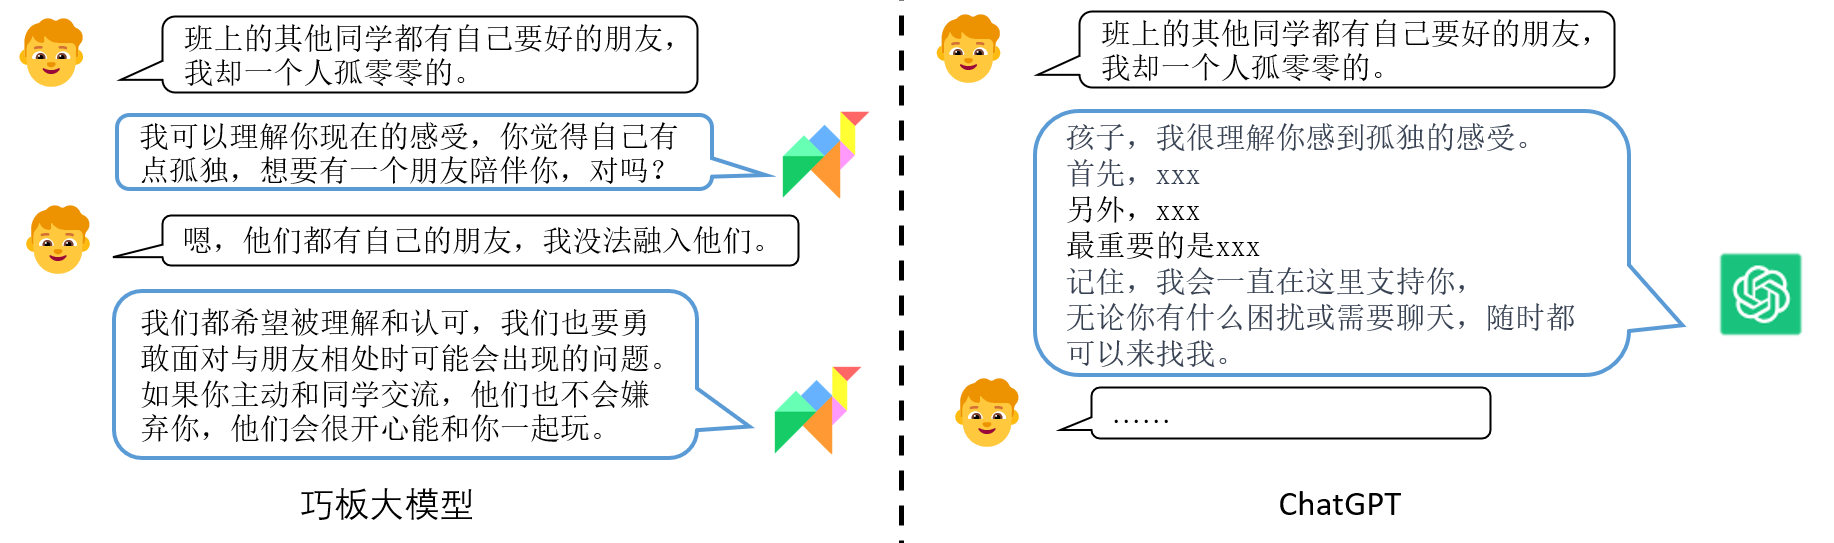 班上的其他同学都有自己要好的朋友，
我却一个人孤零零的。
我可以理解你现在的感受，你觉得自己有
点孤独，想要有一个朋友陪伴你，对吗？
嗯，他们都有自己的朋友，我没法融入他们。
我们都希望被理解和认可，我们也要勇
敢面对与朋友相处时可能会出现的问题。
如果你主动和同学交流，他们也不会嫌
弃你，他们会很开心能和你一起玩。
巧板大模型
班上的其他同学都有自己要好的朋友，
我却一个人孤零零的。
孩子，我很理解你感到孤独的感受。
首先，xxx
另外，xxx
最重要的是xxx
记住，我会一直在这里支持你，
无论你有什么困扰或需要聊天，随时都
可以来找我。
......
ChatGPT